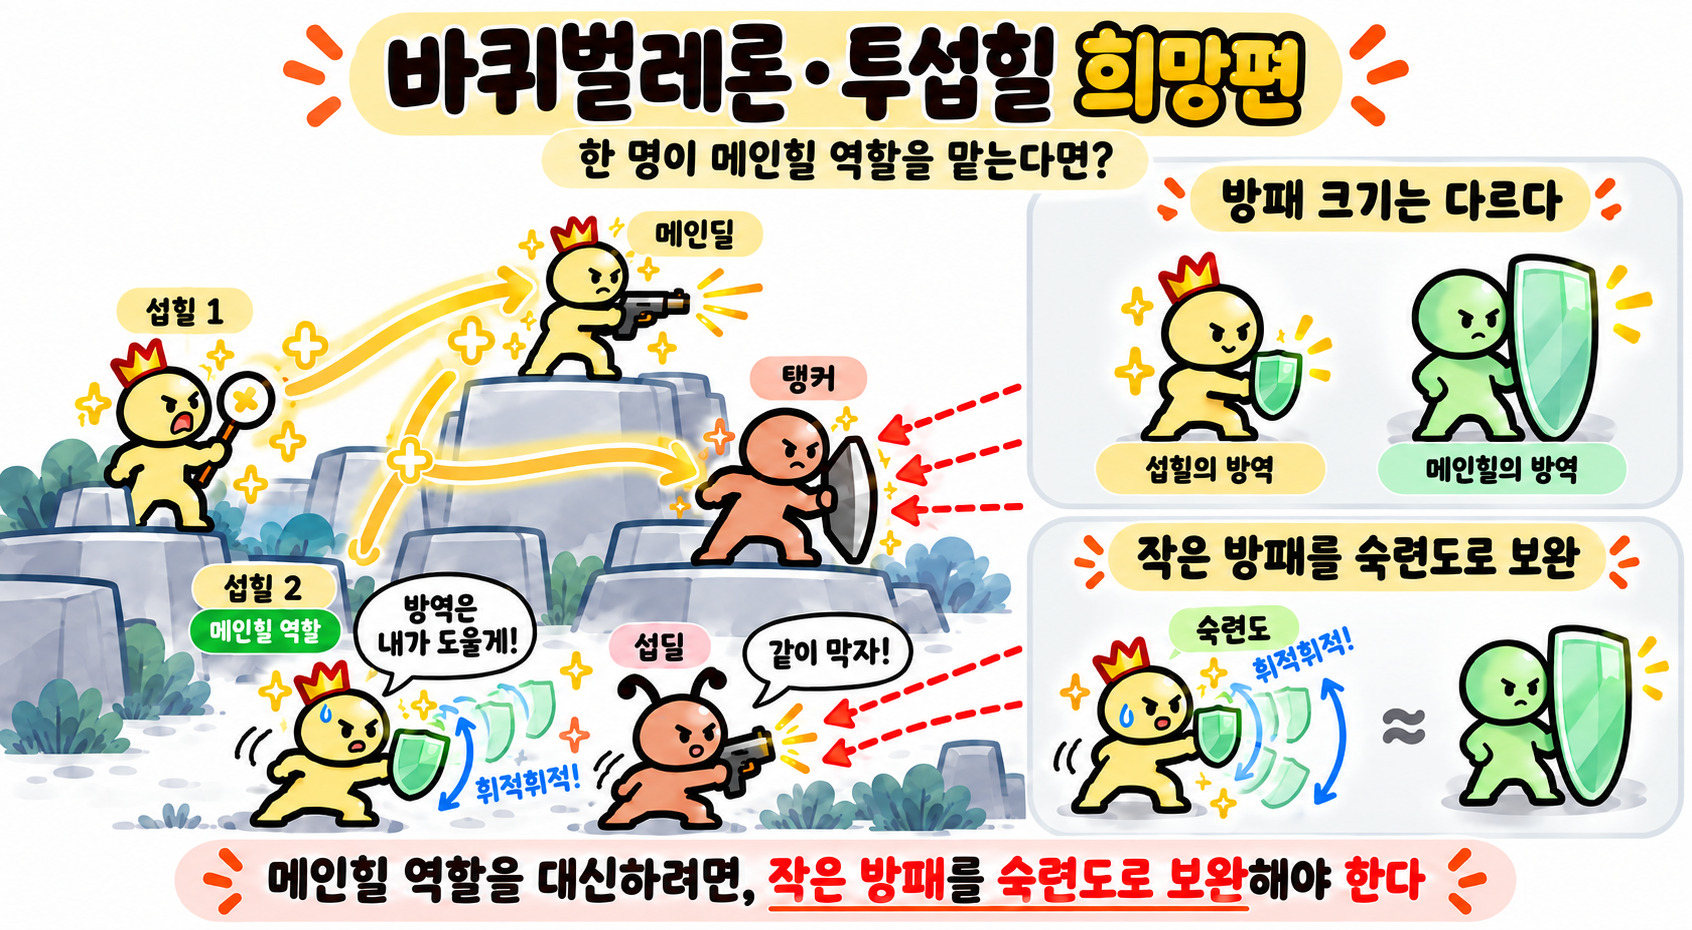 바퀴벌레론·투섭힐 희망편
한 명이 메인힐 역할을 맡는다면?
메인딜
섭힐 1
탱커
섭힐 2
메인힐 역할
방역은
내가 도울게!
휘적휘적!
섭딜
같이 막자!
방패 크기는 다르다
섭힐의 방역
메인힐의 방역
작은 방패를 숙련도로 보완
숙련도
휘적휘적!
≈
메인힐 역할을 대신하려면, 작은 방패를 숙련도로 보완해야 한다